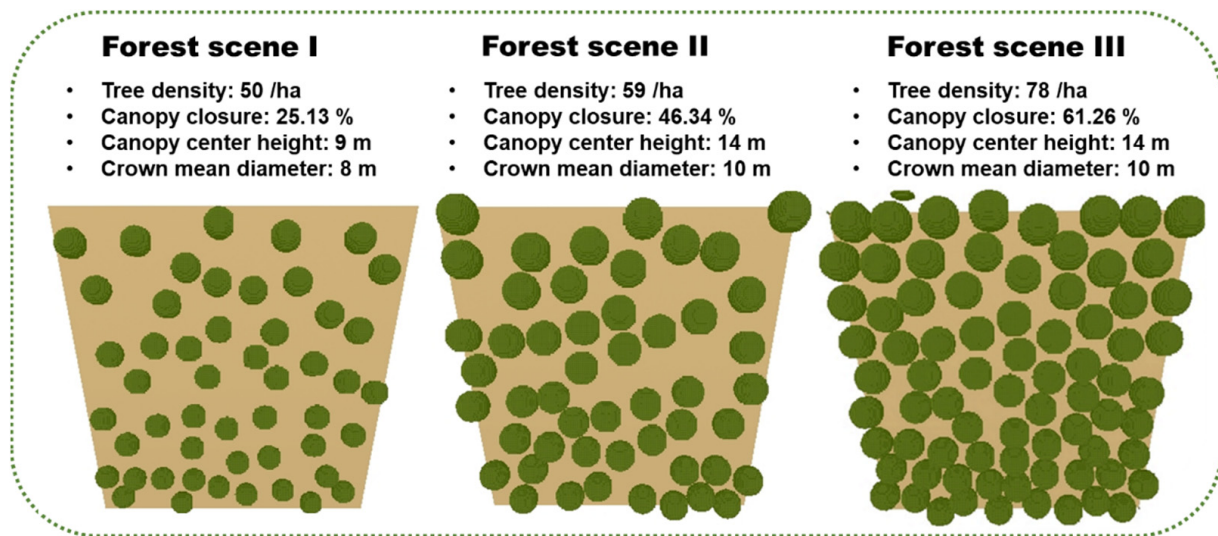 Forest scene I
• Tree density: 50 /ha
• Canopy closure: 25.13 %
• Canopy center height: 9 m
• Crown mean diameter: 8 m
Forest scene II
• Tree density: 59 /ha
• Canopy closure: 46.34 %
• Canopy center height: 14 m
• Crown mean diameter: 10 m
Forest scene III
• Tree density: 78 /ha
• Canopy closure: 61.26 %
• Canopy center height: 14 m
• Crown mean diameter: 10 m